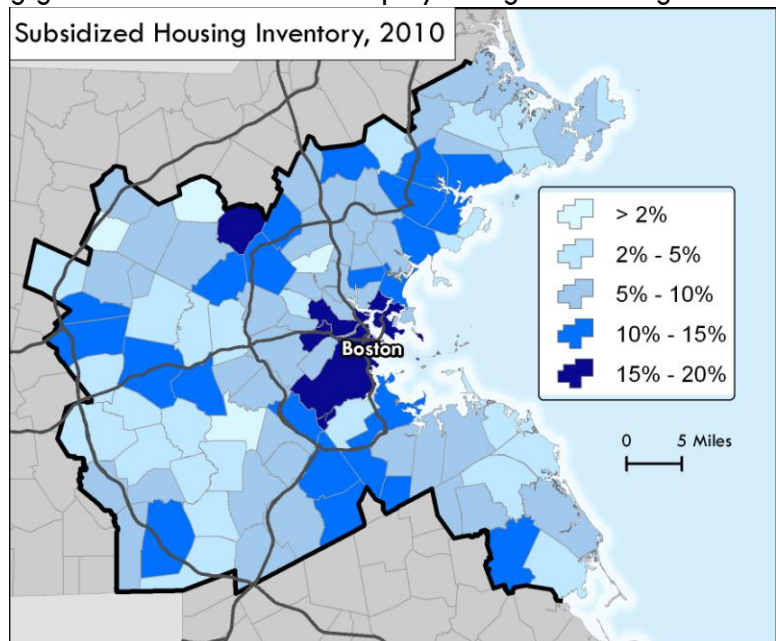 Subsidized Housing Inventory, 2010
> 2%
2% - 5%
5% - 10%
10% - 15%
15% - 20%
Boston
0 5 Miles